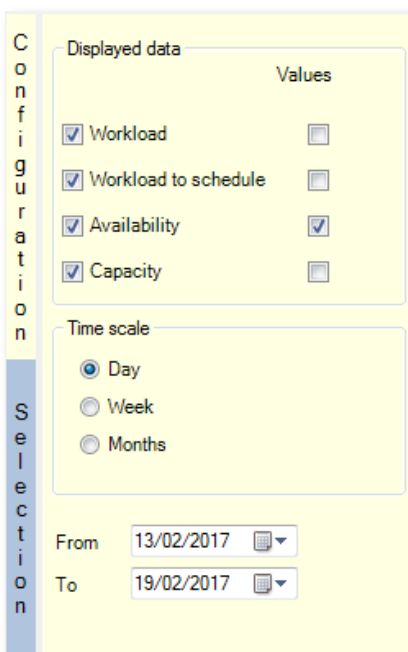 Configuration
Selection
Displayed data
Values
Workload
Workload to schedule
Availability
Capacity
Time scale
Day
Week
Months
From 13/02/2017
To 19/02/2017